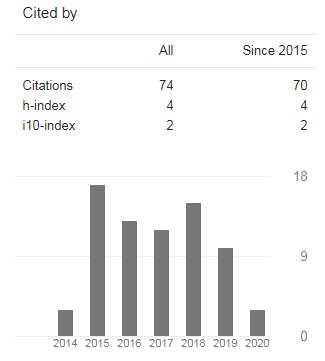 Cited by
All Since 2015
Citations 74 70
h-index 4 4
i10-index 2 2
18
9
0
2014 2015 2016 2017 2018 2019 2020